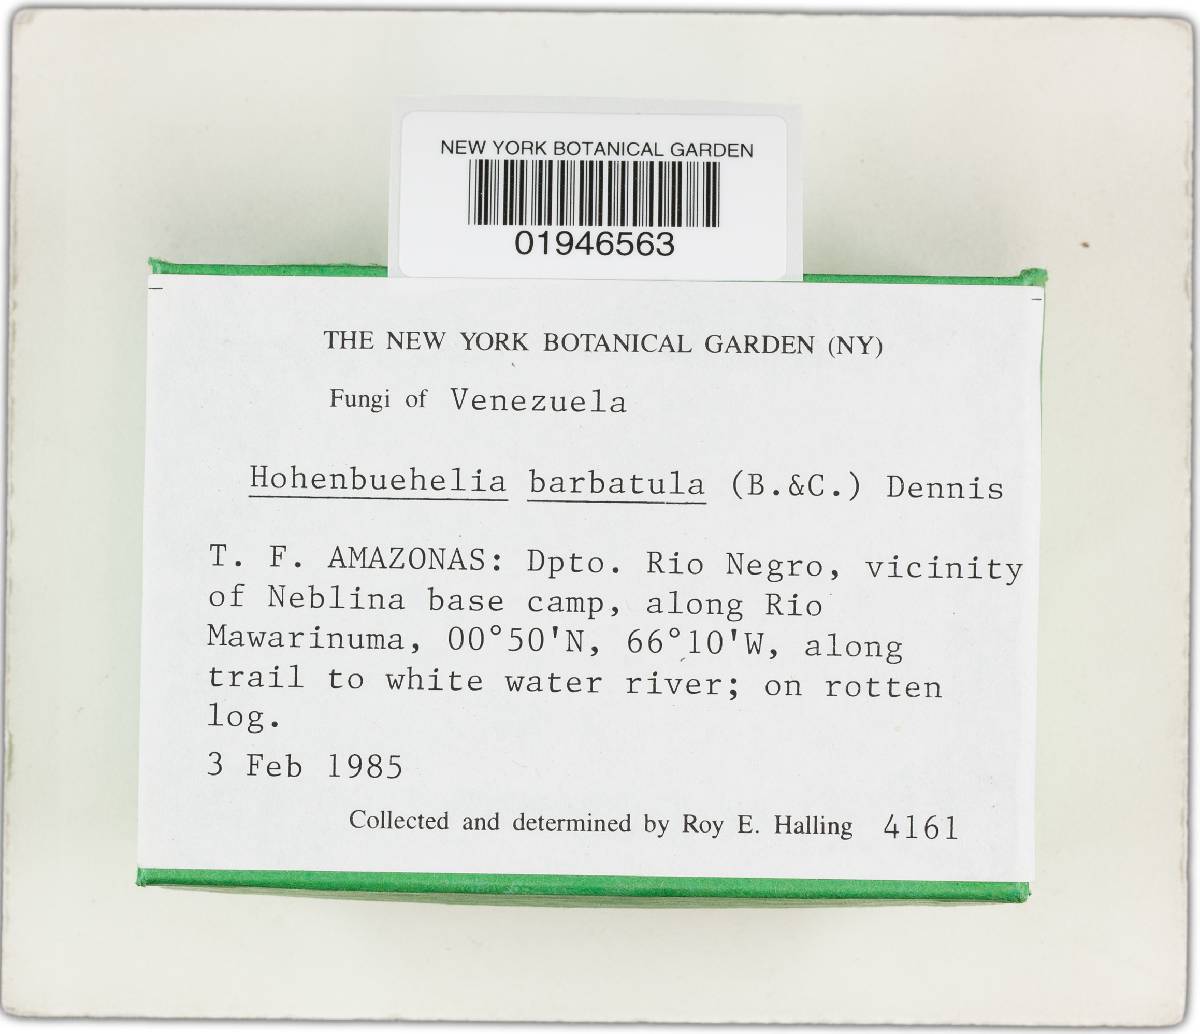 NEW YORK BOTANICAL GARDEN
01946563
THE NEW YORK BOTANICAL GARDEN (NY)
Fungi of Venezuela
Hohenbuehelia barbatula (B.&C.) Dennis
T. F. AMAZONAS: Dpto. Rio Negro, vicinity
of Neblina base camp, along Rio
Mawarinuma, 00°50'N, 66°10'W, along
trail to white water river; on rotten
log.
3 Feb 1985
Collected and determined by Roy E. Halling 4161